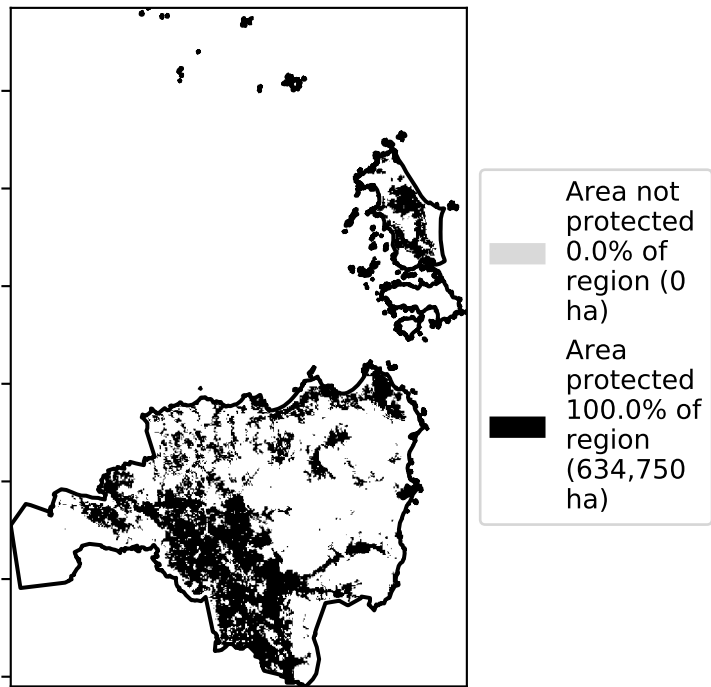 Area not
protected
0.0% of
region (0
ha)
Area
protected
100.0% of
region
(634,750
ha)